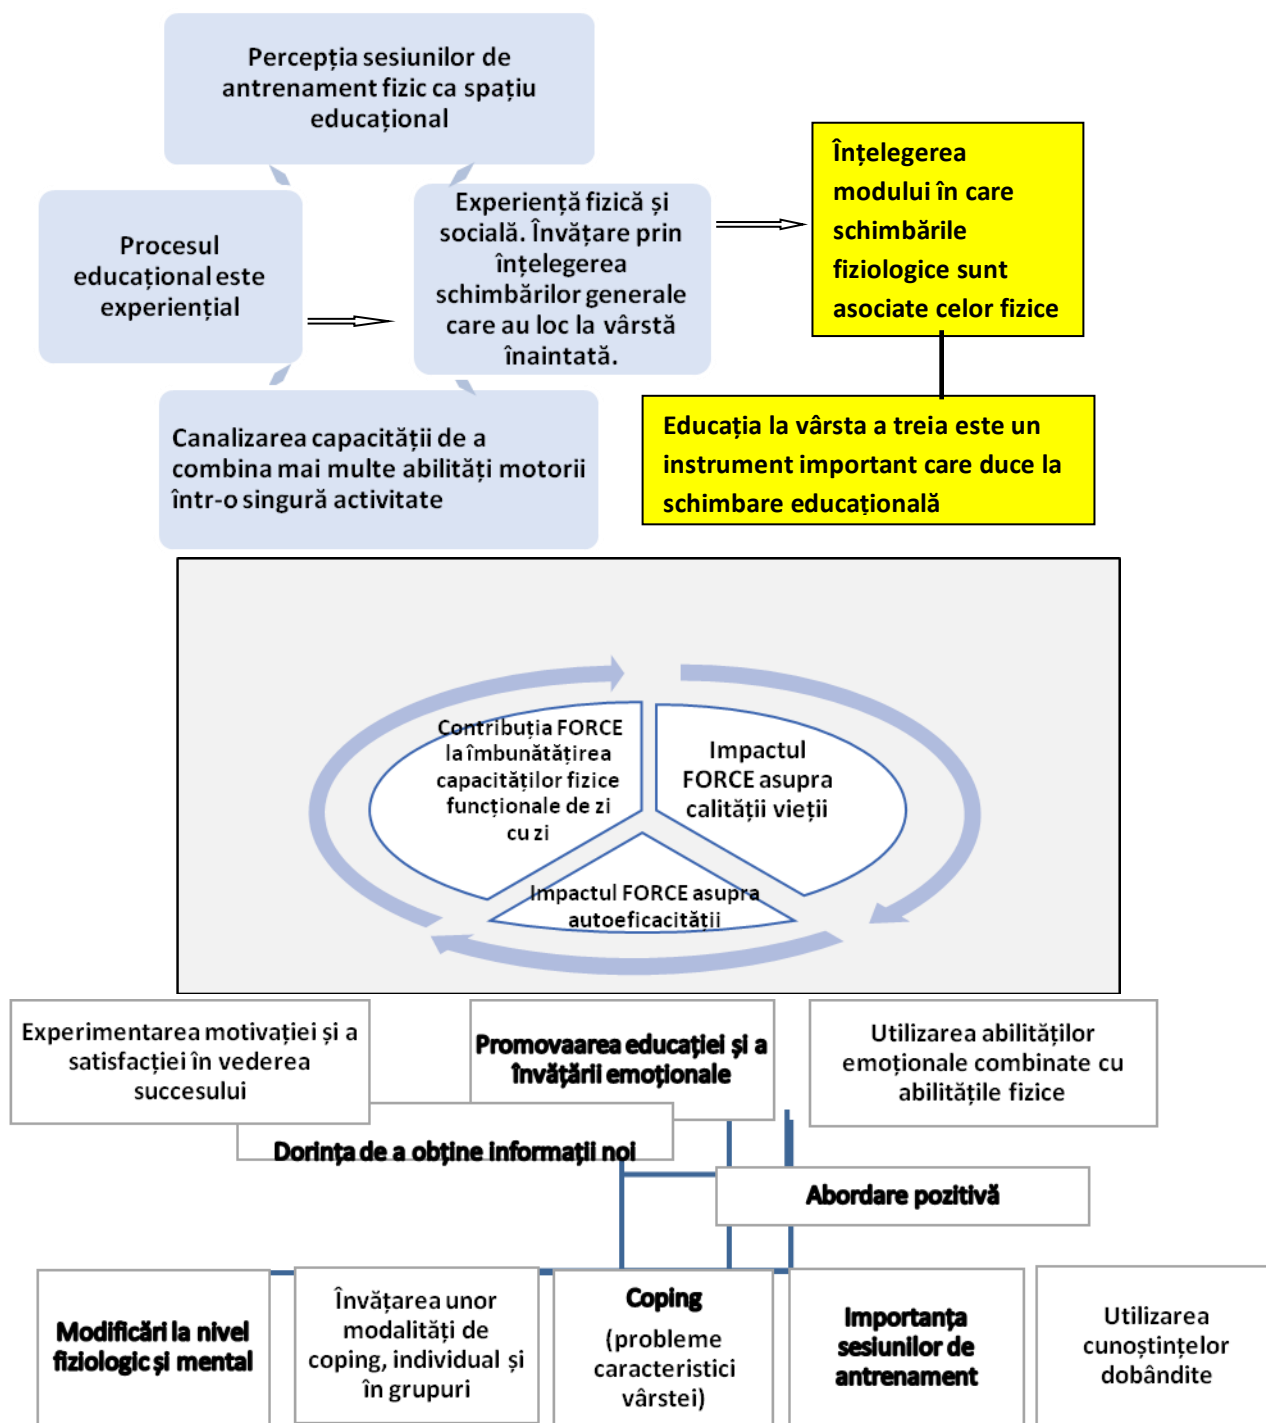 Percepția sesiunilor de
antrenament fizic ca spațiu
educațional
Procesul
educațional este
experiențial
Experiență fizică și
socială. Învățare prin
înțelegerea
schimbărilor generale
care au loc la vârstă
înaintată.
Înțelegerea
modului în care
schimbările
fiziologice sunt
asociate celor fizice
Canalizarea capacității de a
combina mai multe abilități motorii
într-o singură activitate
Educația la vârsta a treia este un
instrument important care duce la
schimbare educațională
Contribuția FORCE
la îmbunătățirea
capacităților fizice
funcționale de zi
cu zi
Impactul
FORCE asupra
calității vieții
Impactul FORCE asupra
autoeficacității
Experimentarea motivației și a
satisfacției în vederea
succesului
Promovaarea educației și a
învățării emoționale
Utilizarea abilităților
emoționale combinate cu
abilitățile fizice
Dorința de a obține informații noi
Abordare pozitivă
Modificări la nivel
fiziologic și mental
Învățarea unor
modalități de
coping, individual și
în grupuri
Coping
(probleme
caracteristici
vârstei)
Importanța
sesiunilor de
antrenament
Utilizarea
cunoștințelor
dobândite